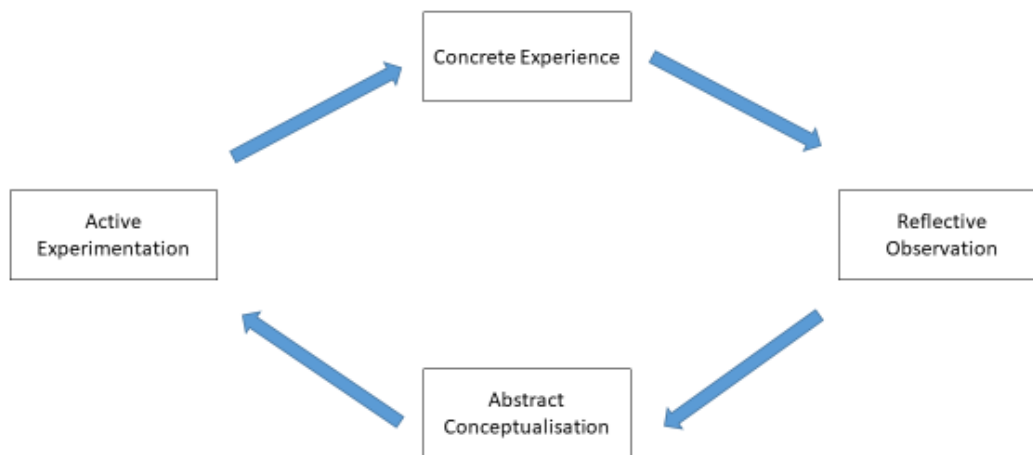 Concrete Experience
Active
Experimentation
Reflective
Observation
Abstract
Conceptualisation